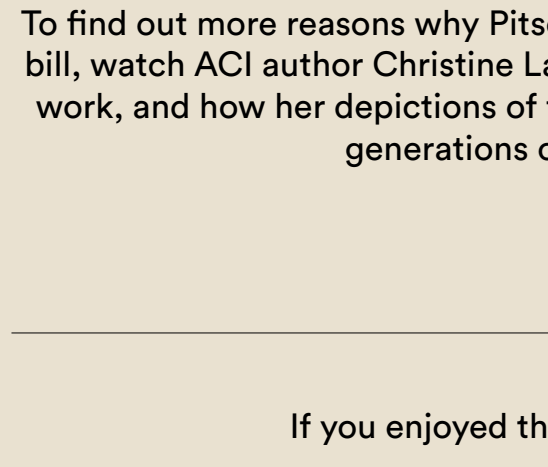 To find out more reasons why
bill, watch ACI author Christine
work, and how her depictions of
generations
If you enjoyed